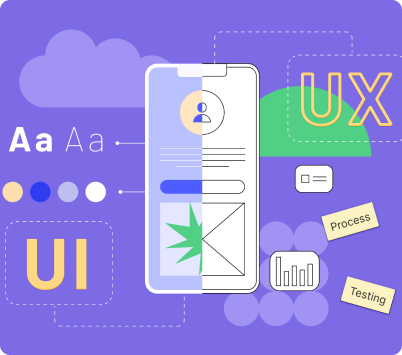 UX
Aa Aa
UI
Process
Testing